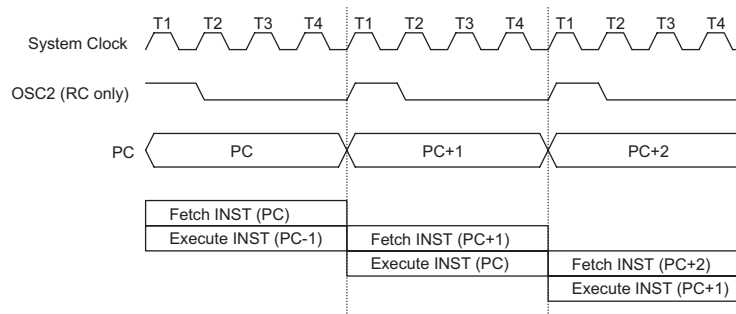 T1 T2 T3 T4 T1 T2 T3 T4 T1 T2 T3 T4
System Clock
OSC2 (RC only)
PC PC PC+1 PC+2
Fetch INST (PC)
Execute INST (PC-1) Fetch INST (PC+1)
Execute INST (PC) Fetch INST (PC+2)
Execute INST (PC+1)